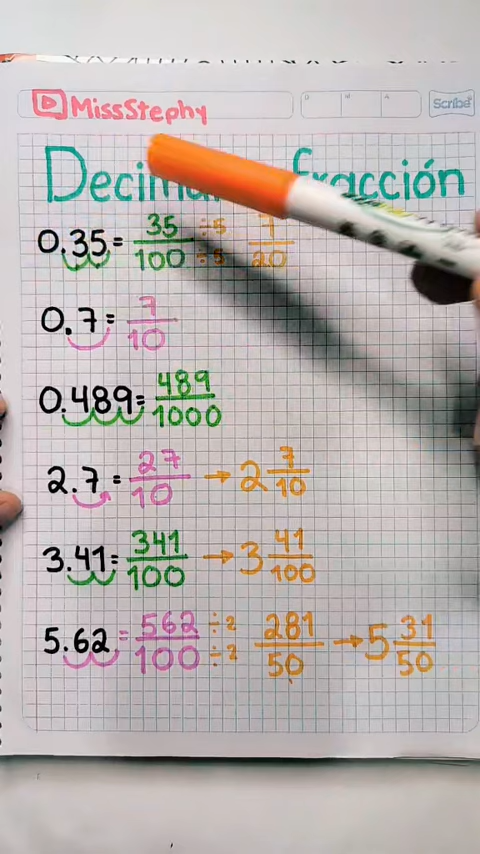 MissStephy
D M A
Scribe
fracción
0.35 = 35/100 ÷5/÷5 7/20
0.7 = 7/10
0.489 = 489/1000
2.7 = 27/10 → 2 7/10
3.41 = 341/100 → 3 41/100
5.62 = 562/100 ÷2/÷2 281/50 → 5 31/50